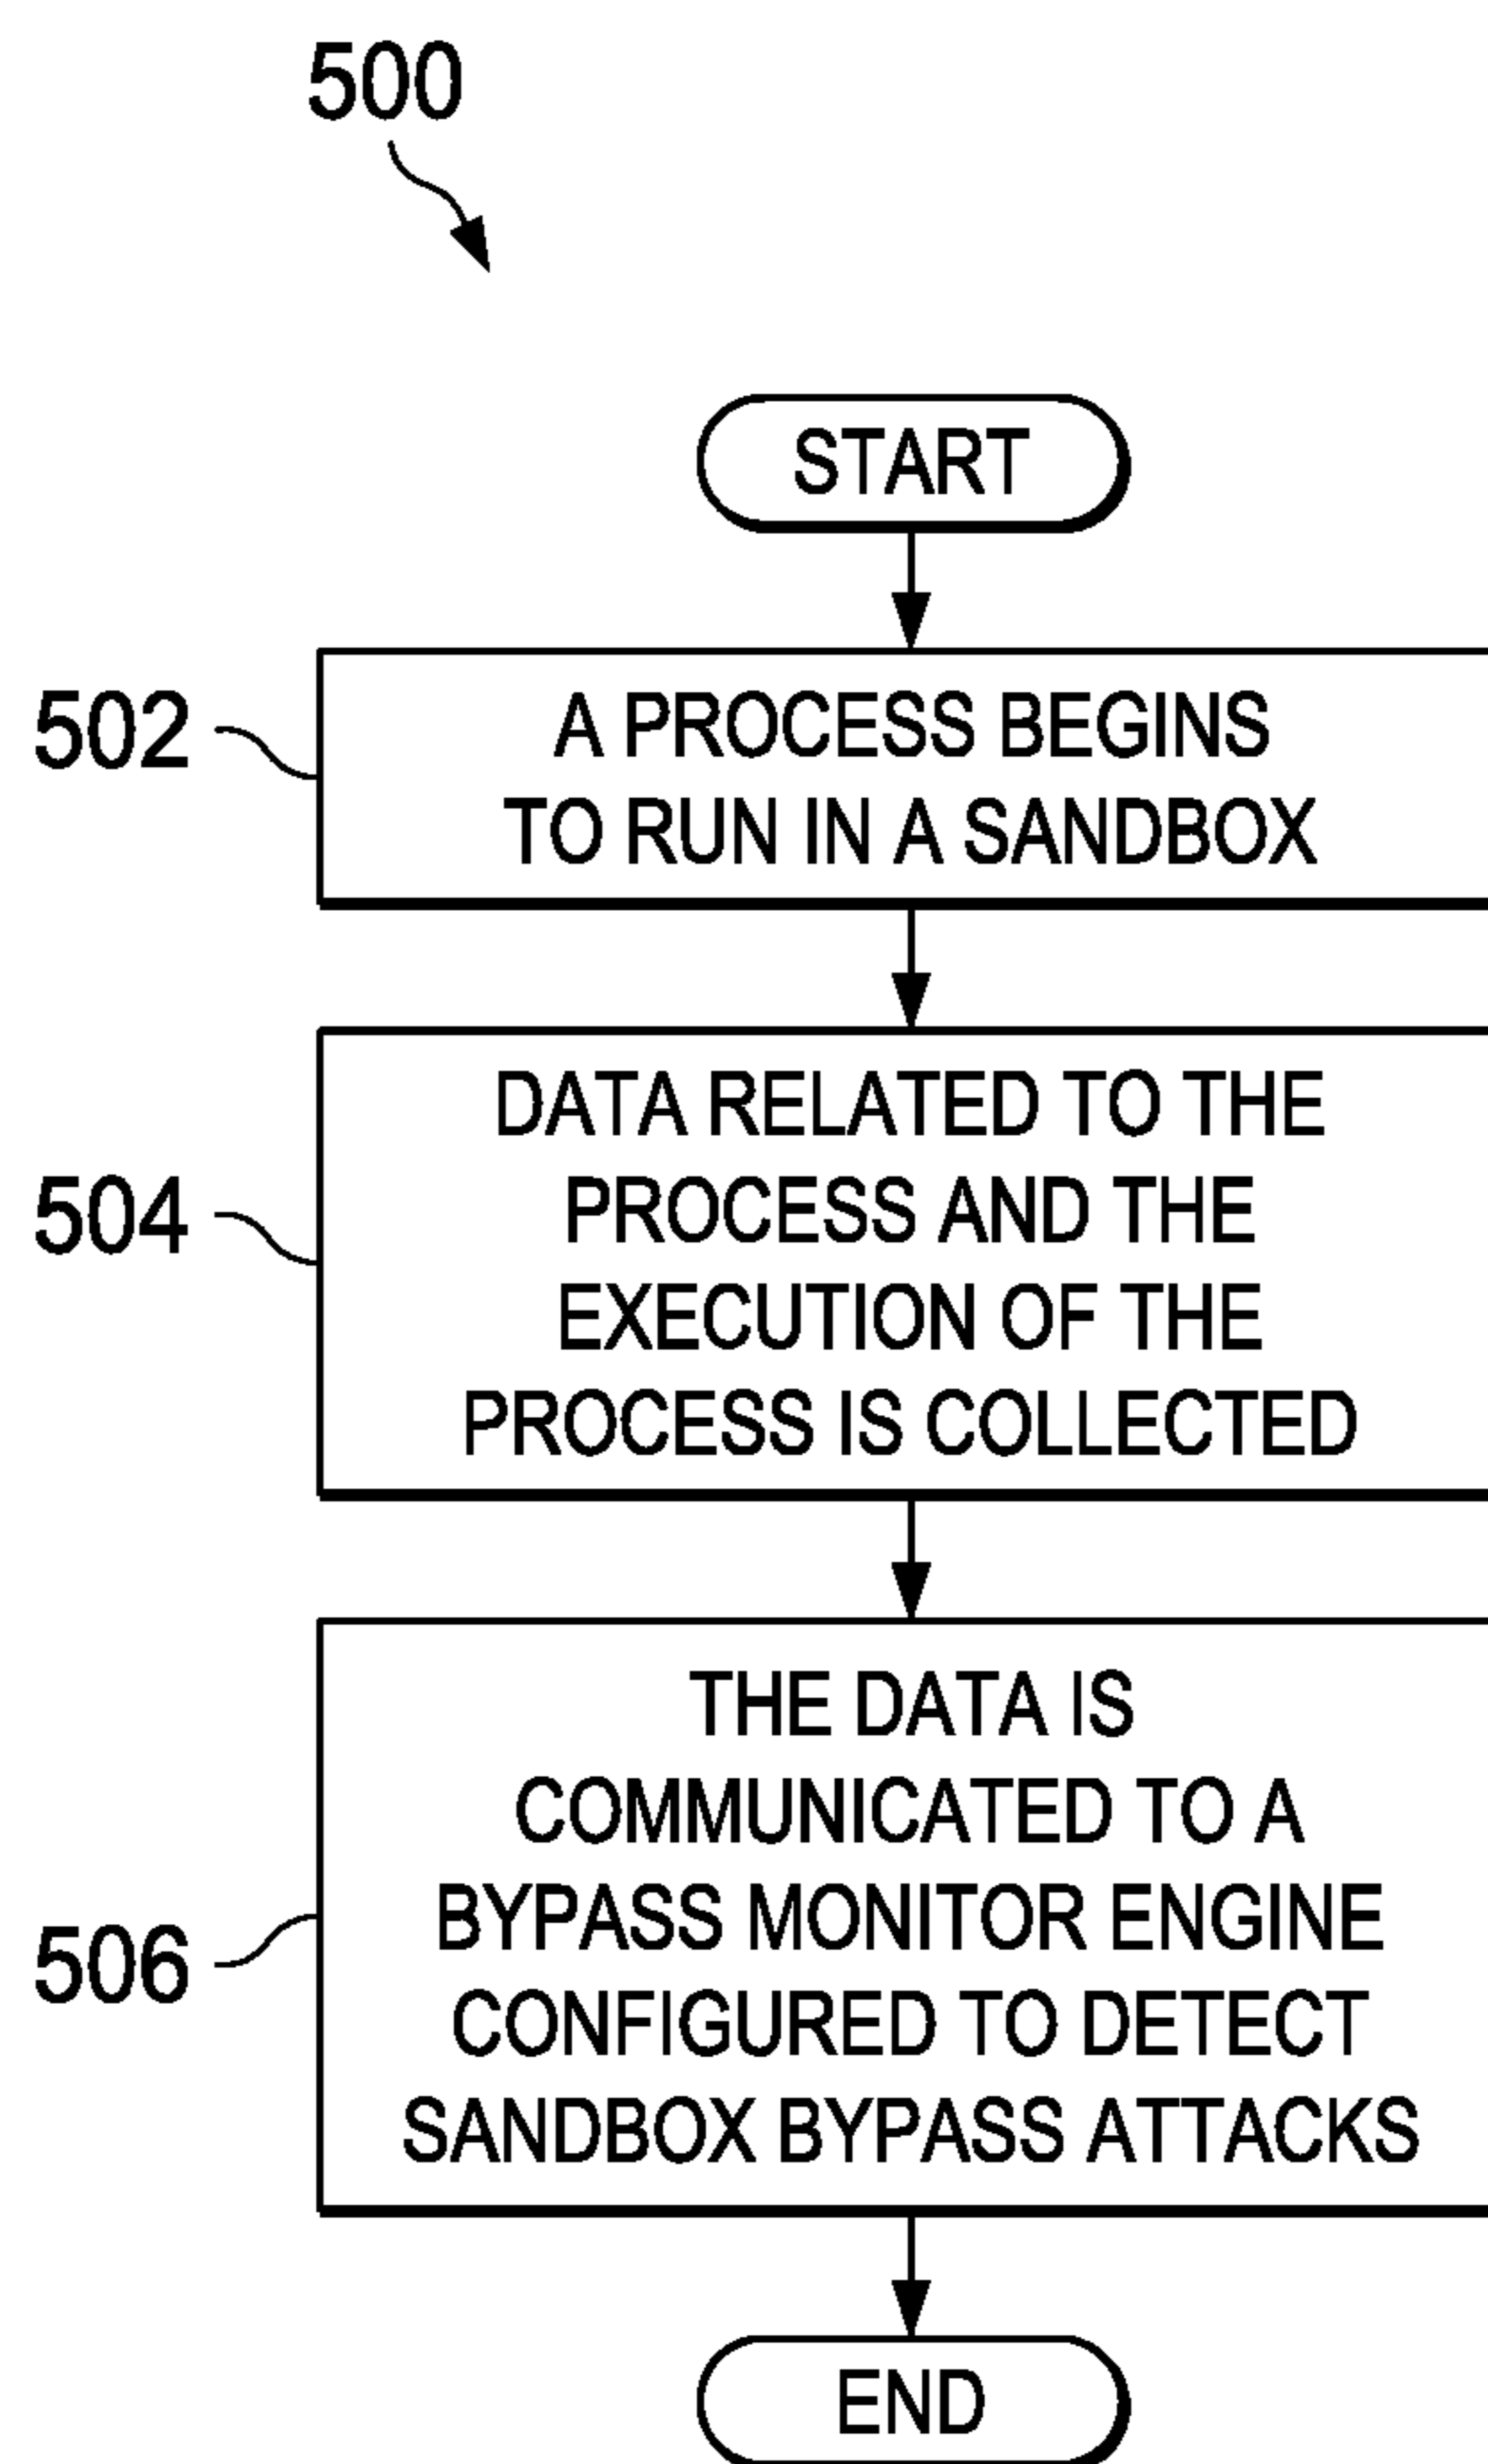 500
START
502
A PROCESS BEGINS
TO RUN IN A SANDBOX
504
DATA RELATED TO THE
PROCESS AND THE
EXECUTION OF THE
PROCESS IS COLLECTED
506
THE DATA IS
COMMUNICATED TO A
BYPASS MONITOR ENGINE
CONFIGURED TO DETECT
SANDBOX BYPASS ATTACKS
END